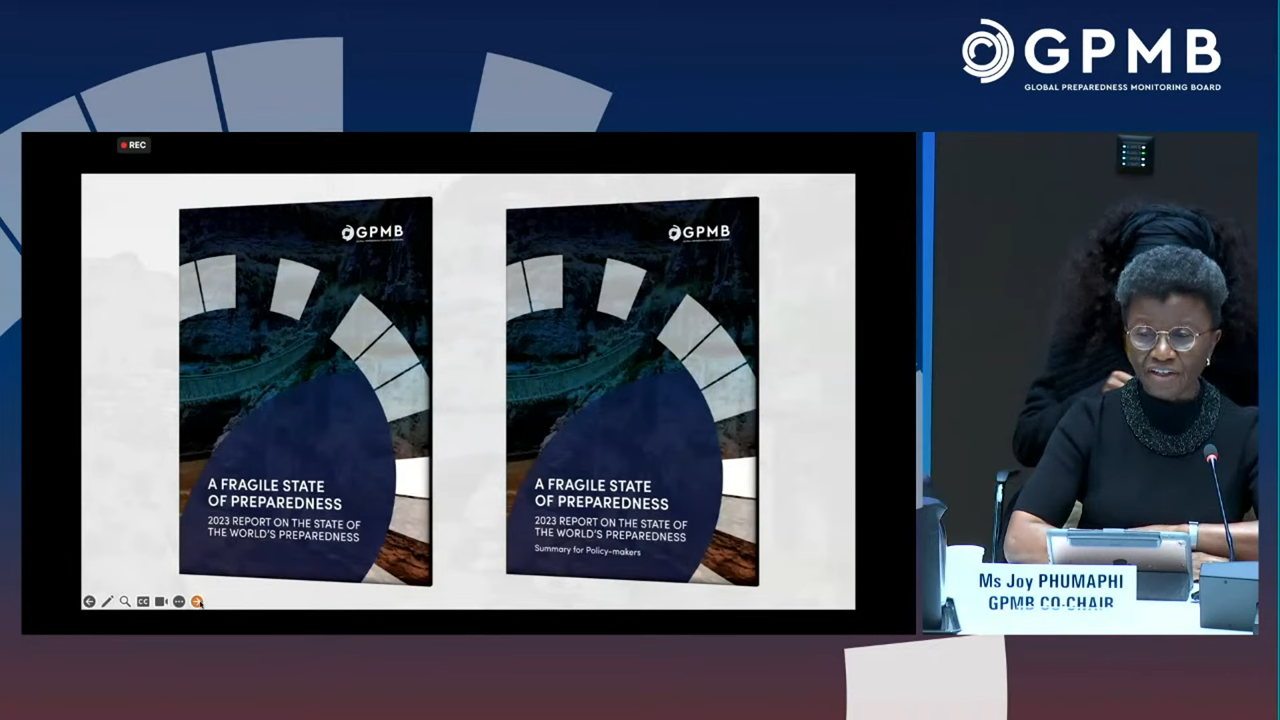 GPMB
GLOBAL PREPAREDNESS MONITORING BOARD
REC
GPMB
A FRAGILE STATE
OF PREPAREDNESS
2023 REPORT ON THE STATE OF
THE WORLD'S PREPAREDNESS
GPMB
A FRAGILE STATE
OF PREPAREDNESS
2023 REPORT ON THE STATE OF
THE WORLD'S PREPAREDNESS
Summary for Policy-makers
CC
Ms Joy PHUMAPHI
GPMB CO-CHAIR